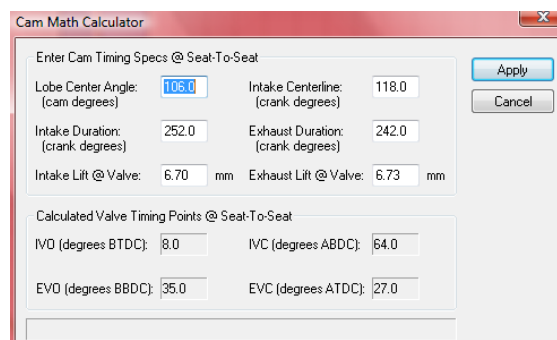 Cam Math Calculator
Enter Cam Timing Specs @ Seat-To-Seat
Lobe Center Angle: 106.0 Intake Centerline: 118.0
(cam degrees) (crank degrees)
Intake Duration: 252.0 Exhaust Duration: 242.0
(crank degrees) (crank degrees)
Intake Lift @ Valve: 6.70 mm Exhaust Lift @ Valve: 6.73 mm
Apply
Cancel
Calculated Valve Timing Points @ Seat-To-Seat
IVO (degrees BTDC): 8.0 IVC (degrees ABDC): 64.0
EVO (degrees BBDC): 35.0 EVC (degrees ATDC): 27.0